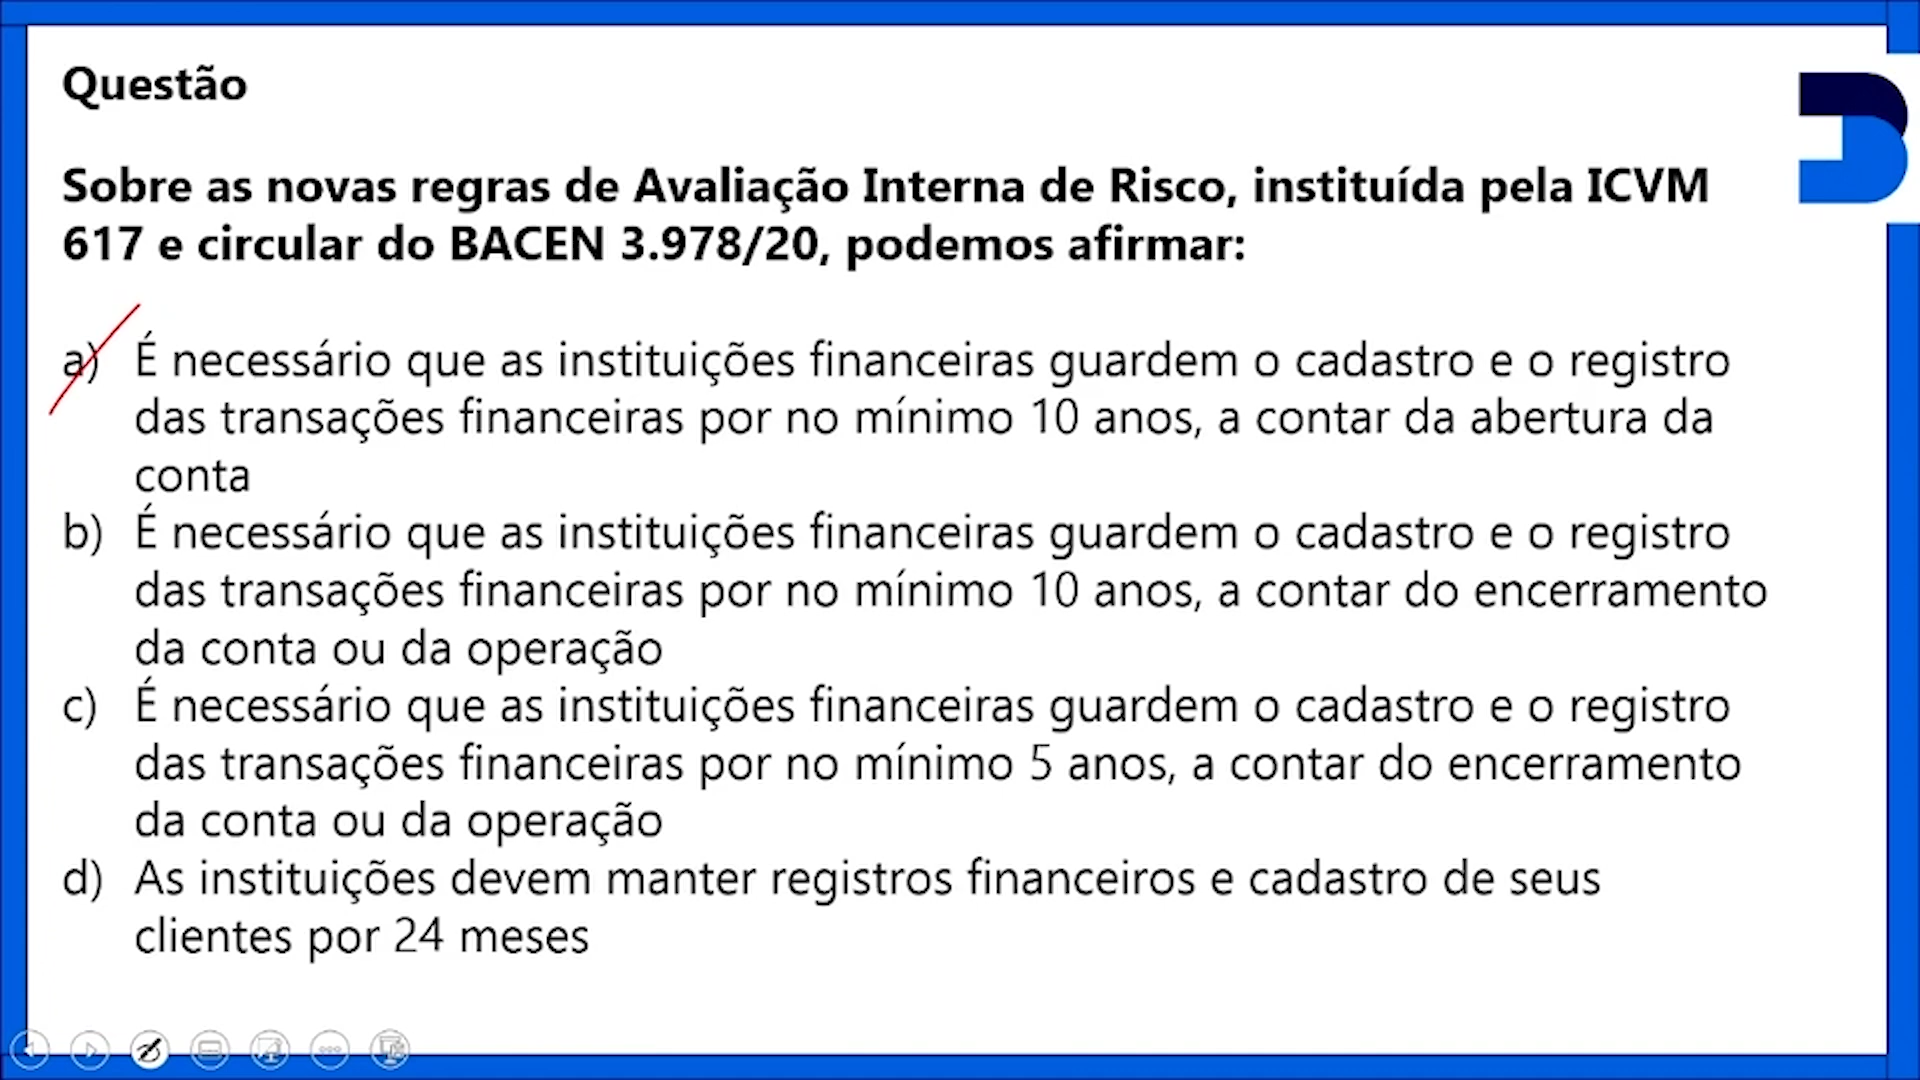 Questão
Sobre as novas regras de Avaliação Interna de Risco, instituída pela ICVM
617 e circular do BACEN 3.978/20, podemos afirmar:
a) É necessário que as instituições financeiras guardem o cadastro e o registro
das transações financeiras por no mínimo 10 anos, a contar da abertura da
conta
b) É necessário que as instituições financeiras guardem o cadastro e o registro
das transações financeiras por no mínimo 10 anos, a contar do encerramento
da conta ou da operação
c) É necessário que as instituições financeiras guardem o cadastro e o registro
das transações financeiras por no mínimo 5 anos, a contar do encerramento
da conta ou da operação
d) As instituições devem manter registros financeiros e cadastro de seus
clientes por 24 meses